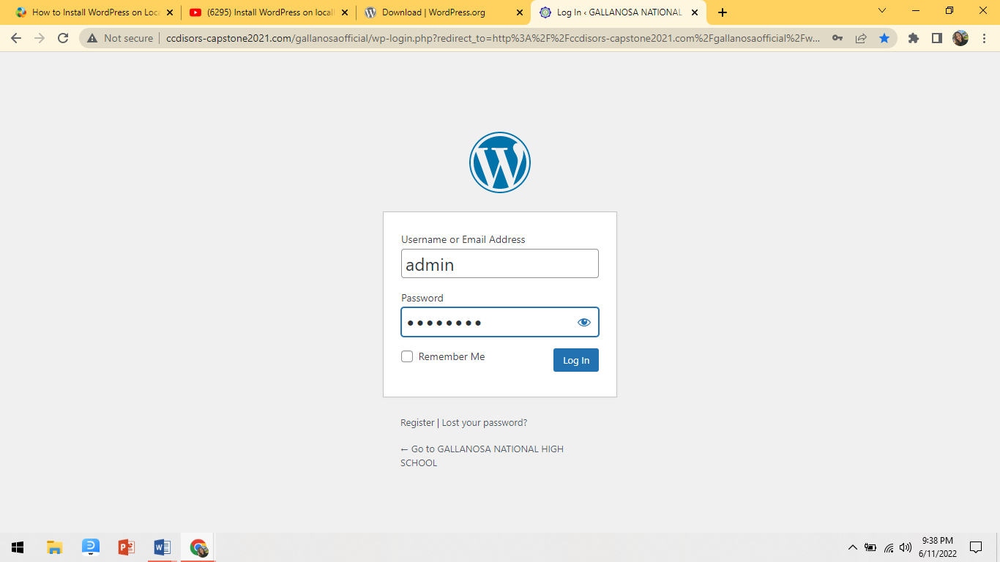 How to Install WordPress on Loca
(6295) Install WordPress on locall
Download | WordPress.org
Log In ‹ GALLANOSA NATIONAL
Not secure
ccdisors-capstone2021.com/gallanosaofficial/wp-login.php?redirect_to=http%3A%2F%2Fccdisors-capstone2021.com%2Fgallanosaofficial%2Fw...
Username or Email Address
admin
Password
Remember Me
Log In
Register | Lost your password?
← Go to GALLANOSA NATIONAL HIGH
SCHOOL
9:38 PM
6/11/2022